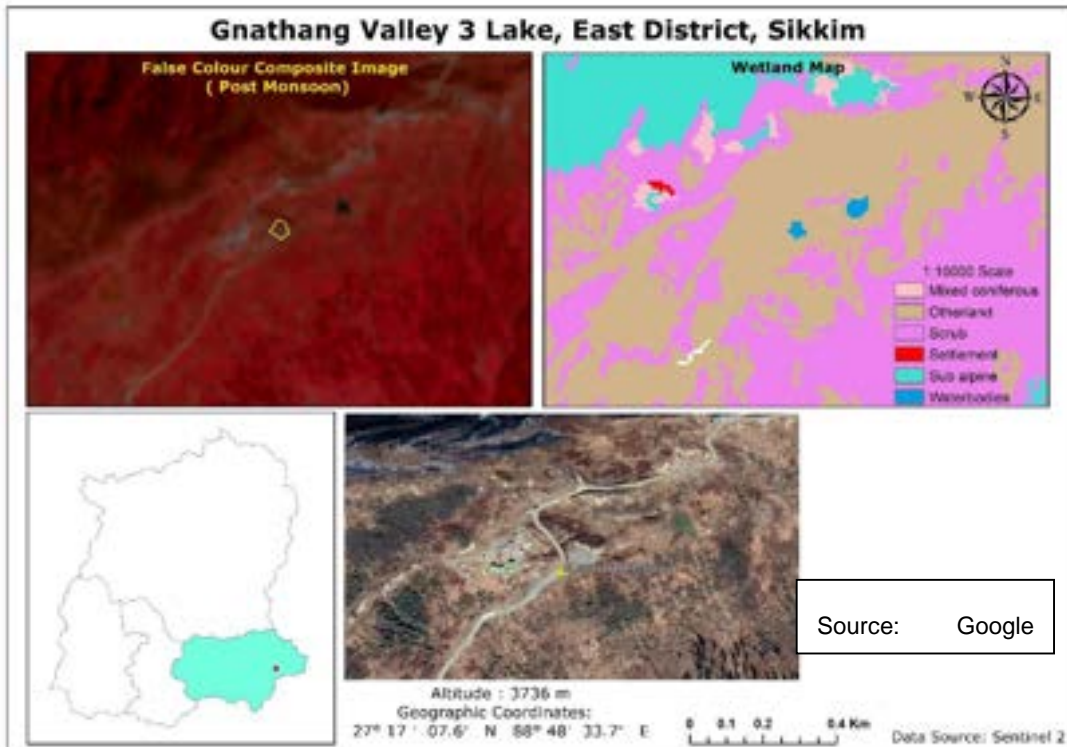 Gnathang Valley 3 Lake, East District, Sikkim
False Colour Composite Image
( Post Monsoon)
Wetland Map
N
W E
S
1:10000 Scale
Mixed coniferous
Otherland
Scrub
Settlement
Sub alpine
Waterbodies
Source: Google
Altitude : 3736 m
Geographic Coordinates:
27° 17 ' 07.6" N 88° 48' 33.7" E
0 0.1 0.2 0.4 Km
Data Source: Sentinel 2